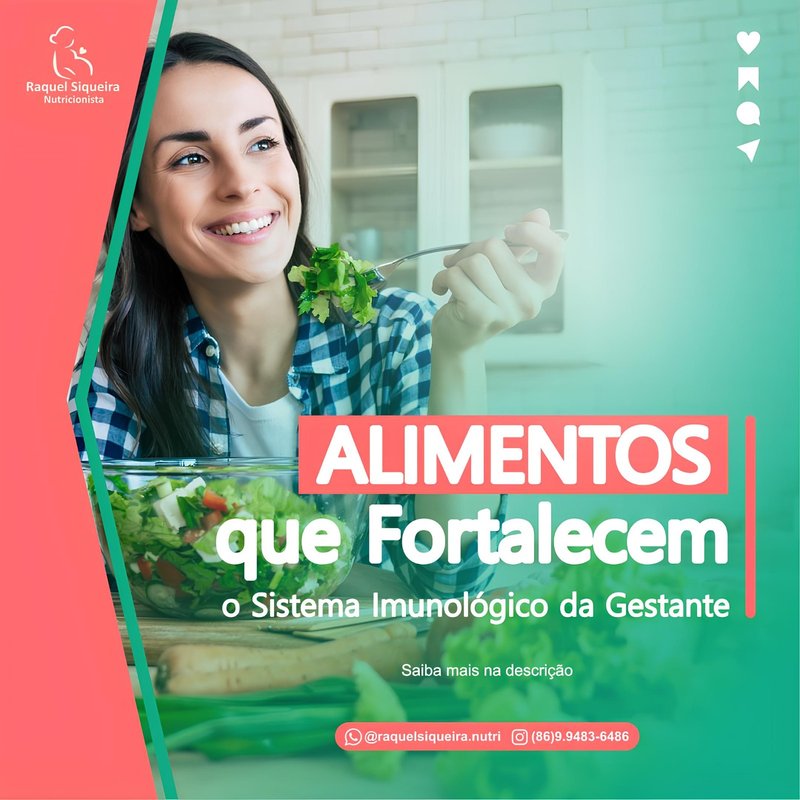 Raquel Siqueira
Nutricionista
ALIMENTOS
que Fortalecem
o Sistema Imunológico da Gestante
Saiba mais na descrição
@raquelsiqueira.nutri (86)9.9483-6486